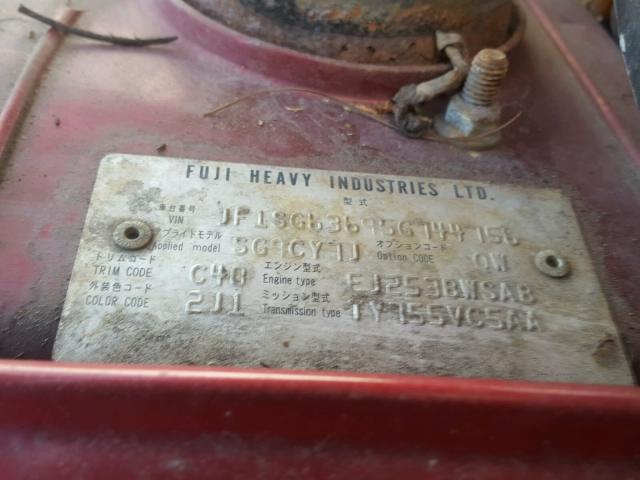 FUJI HEAVY INDUSTRIES LTD.
型式
車台番号
VIN JF1SG63695G744156
アプライドモデル オプションコード
Applied model SG9CY7J Option CODE QW
トリムコード エンジン型式
TRIM CODE C40 Engine type EJ253BWSAB
外装色コード ミッション型式
COLOR CODE 2J1 Transmission type TY755VC5AA